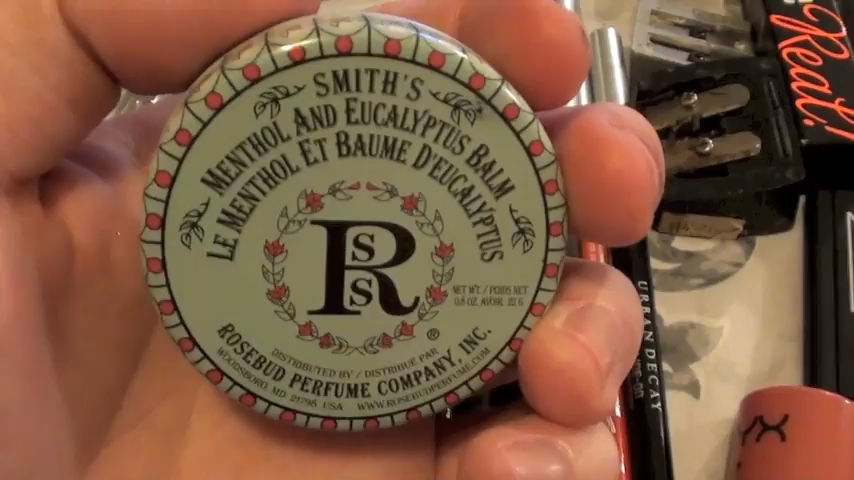 SMITH'S
MENTHOL AND EUCALYPTUS BALM
LE MENTHOL ET BAUME D'EUCALYPTUS
RSS
NET WT. / POIDS NET
0.8 OZ. AVOIR. 22 G
®
DISTRIBUTED BY / DISTRIBUÉ PAR
ROSEBUD PERFUME COMPANY, INC.
WOODSBORO, MD 21798 USA WWW.ROSEBUDPERFUME.COM
Real!
URBAN DECAY
NYX